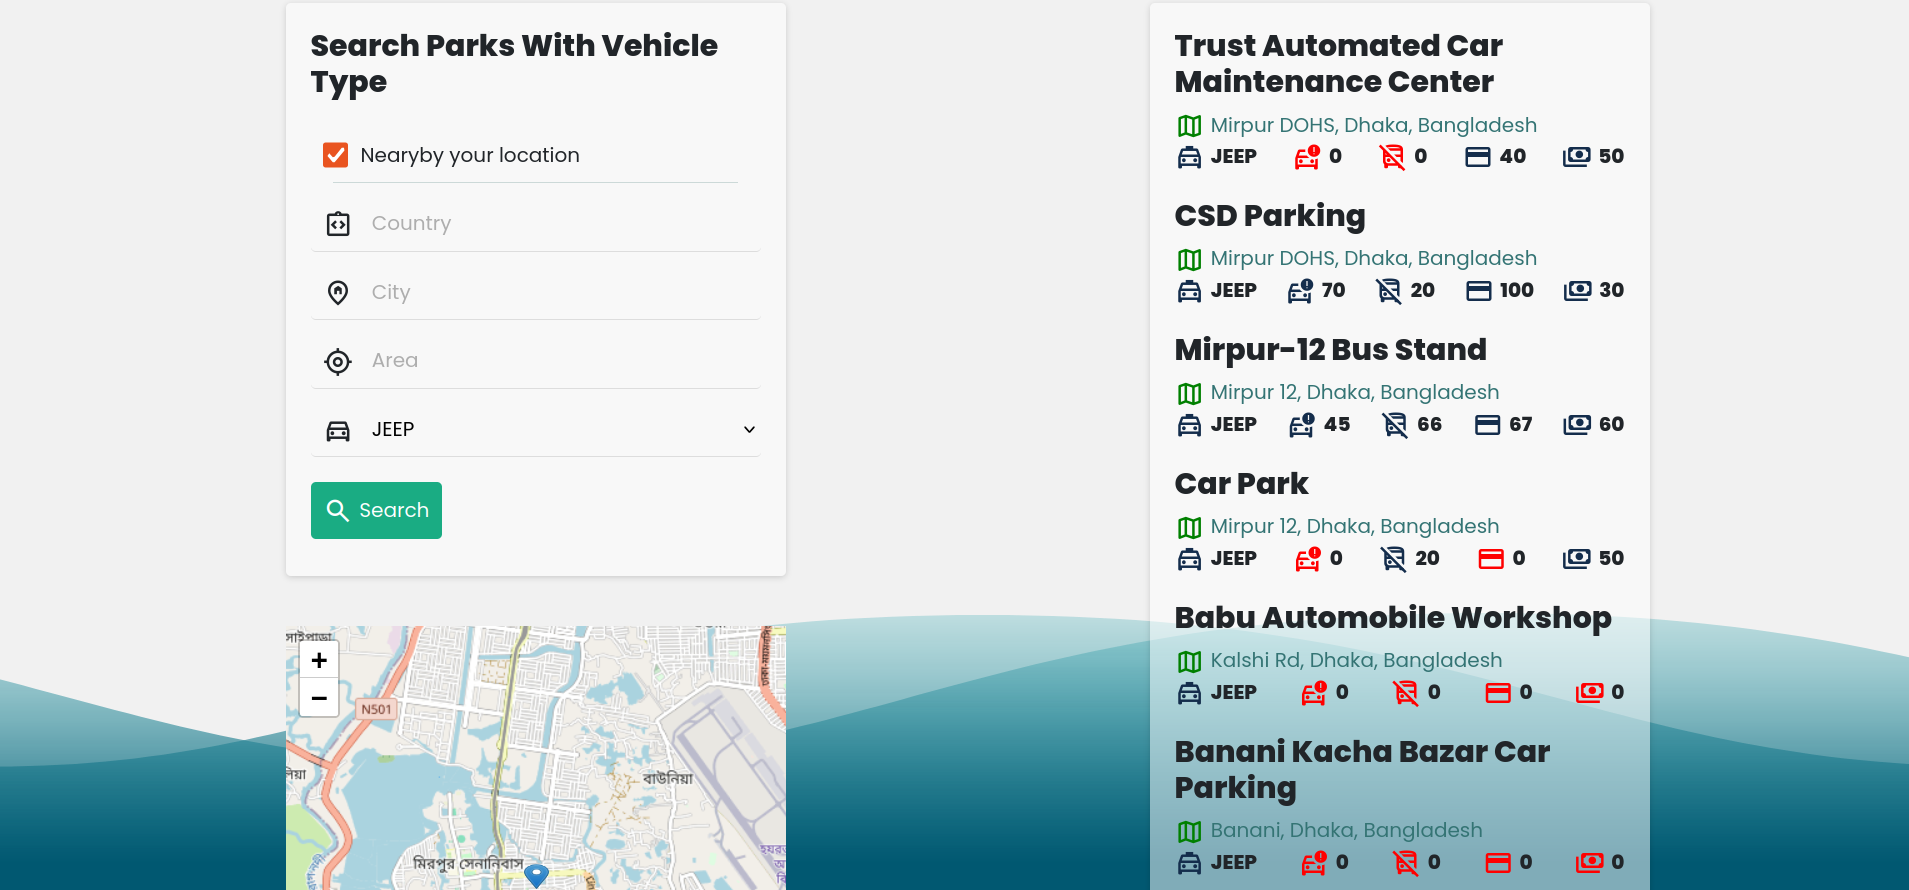 Search Parks With Vehicle
Type
Nearyby your location
Country
City
Area
JEEP
Search
+
−
N501
বাউনিয়া
মিরপুর সেনানিবাস
Trust Automated Car
Maintenance Center
Mirpur DOHS, Dhaka, Bangladesh
JEEP 0 0 40 50
CSD Parking
Mirpur DOHS, Dhaka, Bangladesh
JEEP 70 20 100 30
Mirpur-12 Bus Stand
Mirpur 12, Dhaka, Bangladesh
JEEP 45 66 67 60
Car Park
Mirpur 12, Dhaka, Bangladesh
JEEP 0 20 0 50
Babu Automobile Workshop
Kalshi Rd, Dhaka, Bangladesh
JEEP 0 0 0 0
Banani Kacha Bazar Car
Parking
Banani, Dhaka, Bangladesh
JEEP 0 0 0 0